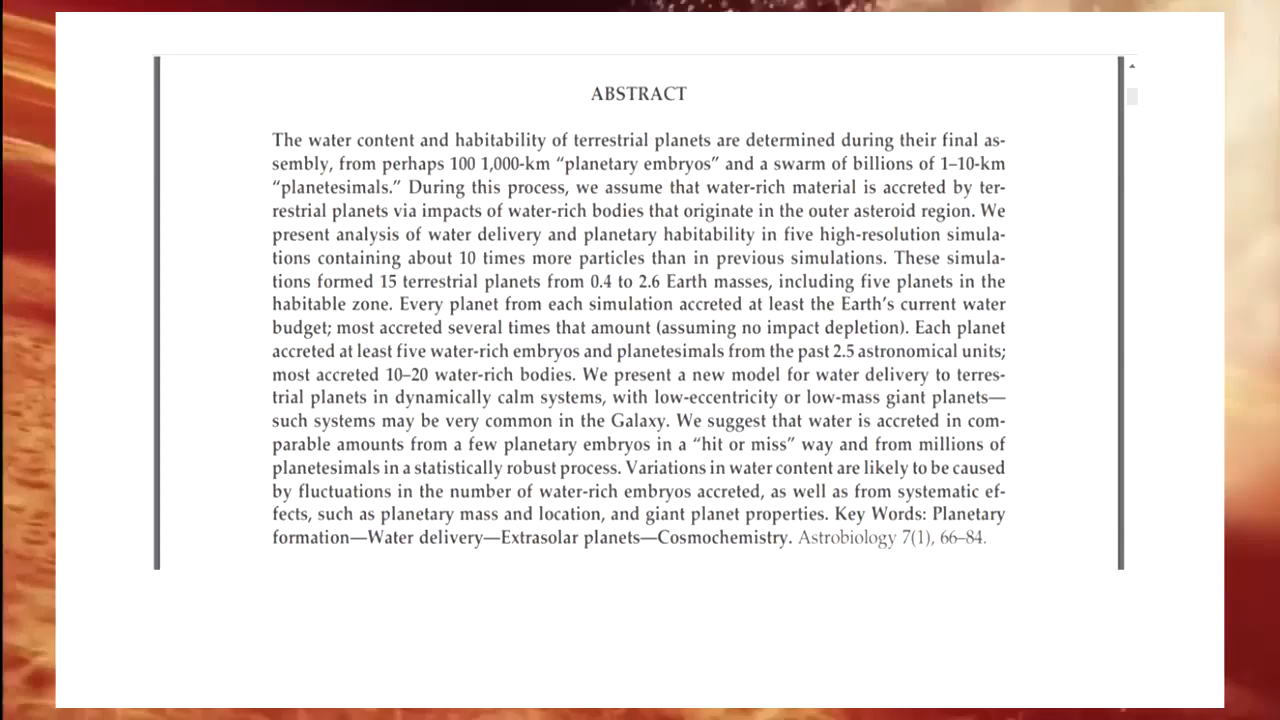 ABSTRACT
The water content and habitability of terrestrial planets are determined during their final as-
sembly, from perhaps 100 1,000-km “planetary embryos” and a swarm of billions of 1–10-km
“planetesimals.” During this process, we assume that water-rich material is accreted by ter-
restrial planets via impacts of water-rich bodies that originate in the outer asteroid region. We
present analysis of water delivery and planetary habitability in five high-resolution simula-
tions containing about 10 times more particles than in previous simulations. These simula-
tions formed 15 terrestrial planets from 0.4 to 2.6 Earth masses, including five planets in the
habitable zone. Every planet from each simulation accreted at least the Earth’s current water
budget; most accreted several times that amount (assuming no impact depletion). Each planet
accreted at least five water-rich embryos and planetesimals from the past 2.5 astronomical units;
most accreted 10–20 water-rich bodies. We present a new model for water delivery to terres-
trial planets in dynamically calm systems, with low-eccentricity or low-mass giant planets—
such systems may be very common in the Galaxy. We suggest that water is accreted in com-
parable amounts from a few planetary embryos in a “hit or miss” way and from millions of
planetesimals in a statistically robust process. Variations in water content are likely to be caused
by fluctuations in the number of water-rich embryos accreted, as well as from systematic ef-
fects, such as planetary mass and location, and giant planet properties. Key Words: Planetary
formation—Water delivery—Extrasolar planets—Cosmochemistry. Astrobiology 7(1), 66–84.